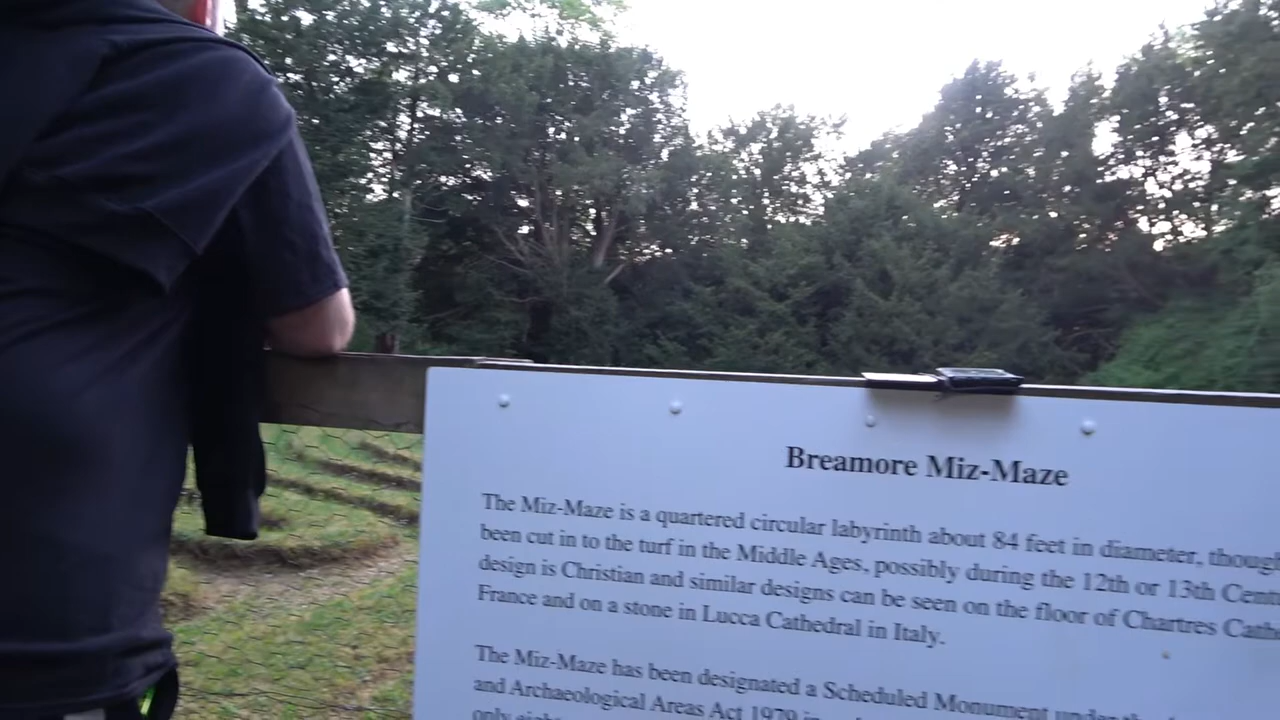 Breamore Miz-Maze
The Miz-Maze is a quartered circular labyrinth about 84 feet in diameter, though
been cut in to the turf in the Middle Ages, possibly during the 12th or 13th
design is Christian and similar designs can be seen on the floor of Chartres
France and on a stone in Lucca Cathedral in Italy.
The Miz-Maze has been designated a Scheduled Monument under
and Archaeological Areas Act 1979
only